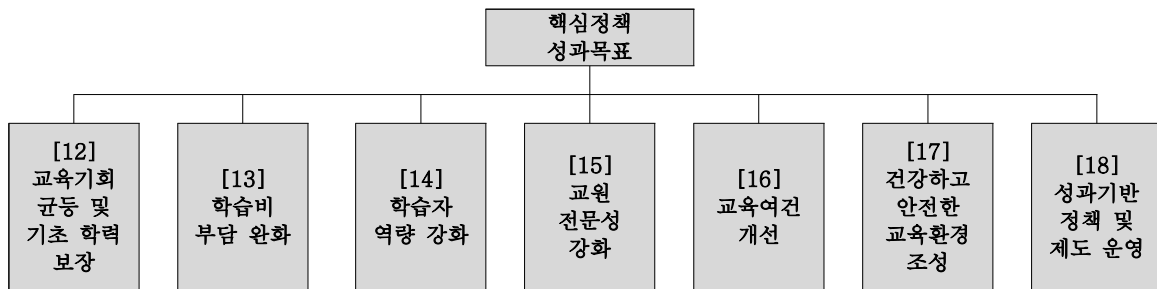 핵심정책
성과목표
[12]
교육기회
균등 및
기초 학력
보장
[13]
학습비
부담 완화
[14]
학습자
역량 강화
[15]
교원
전문성
강화
[16]
교육여건
개선
[17]
건강하고
안전한
교육환경
조성
[18]
성과기반
정책 및
제도 운영